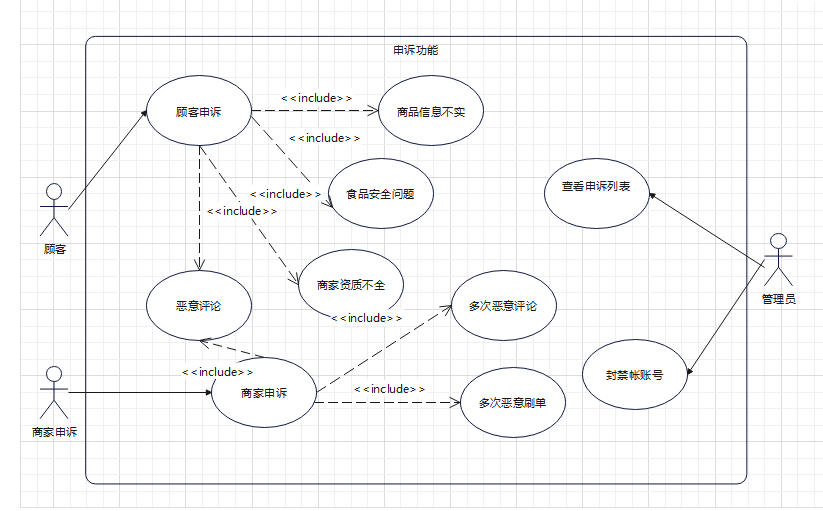 申诉功能
顾客申诉
<<include>>
商品信息不实
<<include>>
<<include>>
食品安全问题
查看申诉列表
<<include>>
顾客
商家资质不全
管理员
恶意评论
多次恶意评论
<<include>>
<<include>>
封禁帐账号
商家申诉
<<include>>
多次恶意刷单
商家申诉